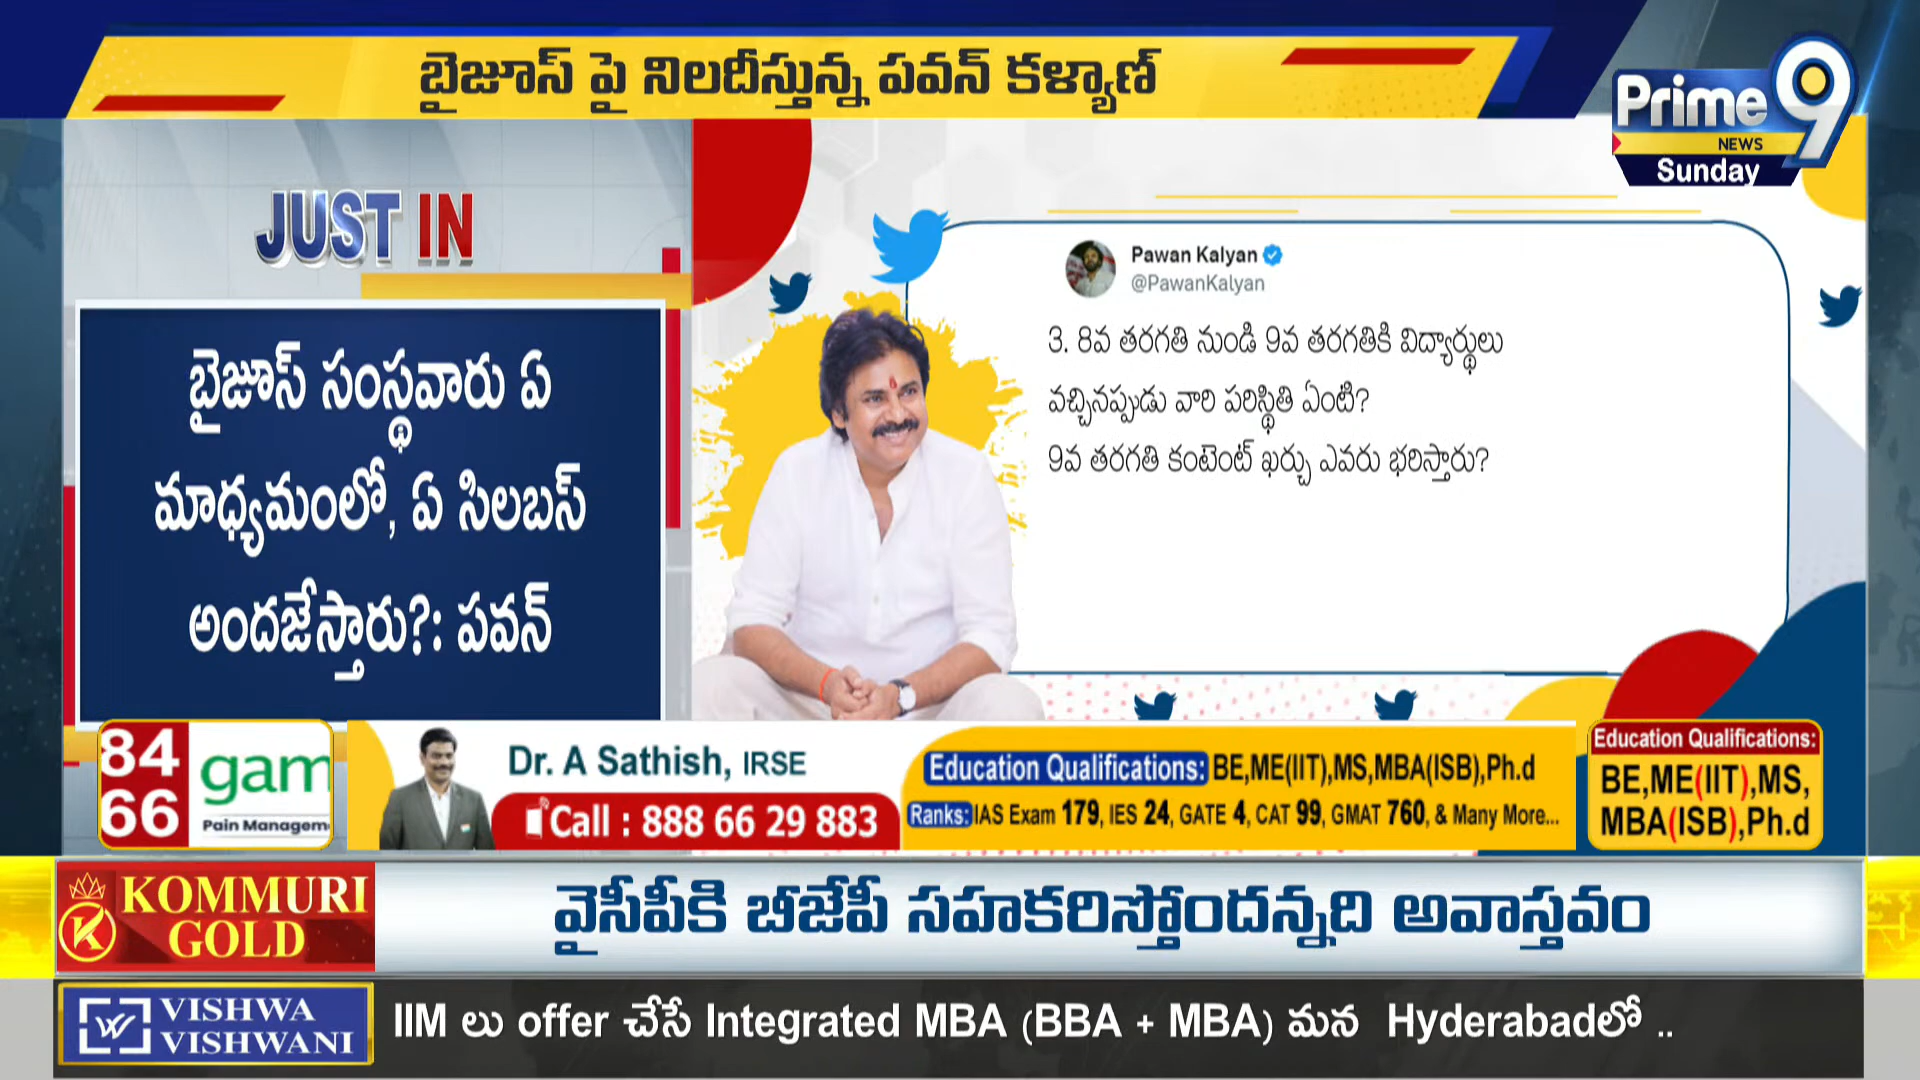 బైజూస్ పై నిలదీస్తున్న పవన్ కళ్యాణ్
Prime9
NEWS
Sunday
JUST IN
బైజూస్ సంస్థవారు ఏ
మాధ్యమంలో, ఏ సిలబస్
అందజేస్తారు?: పవన్
Pawan Kalyan
@PawanKalyan
3. 8వ తరగతి నుండి 9వ తరగతికి విద్యార్థులు
వచ్చినప్పుడు వారి పరిస్థితి ఏంటి?
9వ తరగతి కంటెంట్ ఖర్చు ఎవరు భరిస్తారు?
84
66
gam
Pain Managem
Dr. A Sathish, IRSE
Call : 888 66 29 883
Education Qualifications: BE,ME(IIT),MS,MBA(ISB),Ph.d
Ranks: IAS Exam 179, IES 24, GATE 4, CAT 99, GMAT 760, & Many More...
Education Qualifications:
BE,ME(IIT),MS,
MBA(ISB),Ph.d
KOMMURI
GOLD
వైసీపీకి బీజేపీ సహకరిస్తోందన్నది అవాస్తవం
VISHWA
VISHWANI
IIM లు offer చేసే Integrated MBA (BBA + MBA) మన Hyderabadలో ..